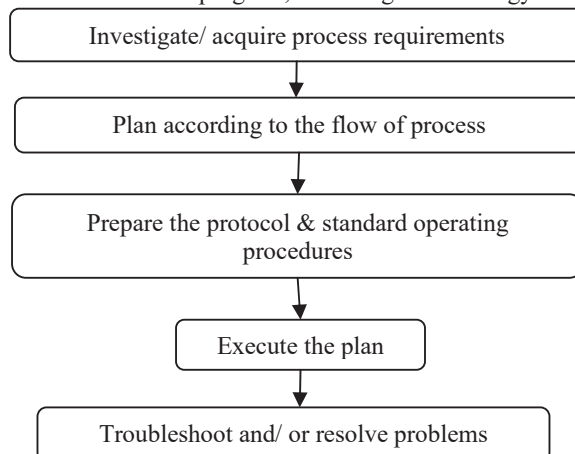 Investigate/ acquire process requirements
Plan according to the flow of process
Prepare the protocol & standard operating
procedures
Execute the plan
Troubleshoot and/ or resolve problems